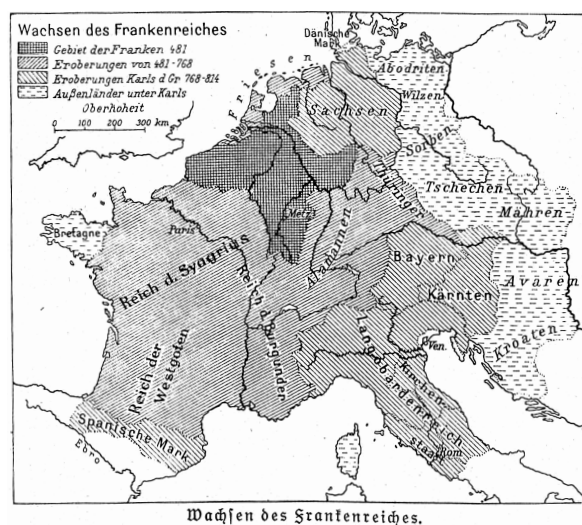 Wachsen des Frankenreiches
Gebiet der Franken 481
Eroberungen von 481-768
Eroberungen Karls d Gr 768-814
Außenländer unter Karls
Oberhoheit
0 100 200 300 km
Dänische
Mark
Friesen
Sachsen
Abodriten
Wilzen
Sorben
Thüringer
Tschechen
Mähren
Bretagne
Paris
Metz
Reich d. Syagrius
Alamannen
Bayern
Awaren
Kärnten
Reich d. Burgunder
Ven.
Kroaten
Reich der
Westgoten
Langobardenreich
Kirchen-
staat
Rom
Spanische Mark
Ebro
Wachsen des Frankenreiches.